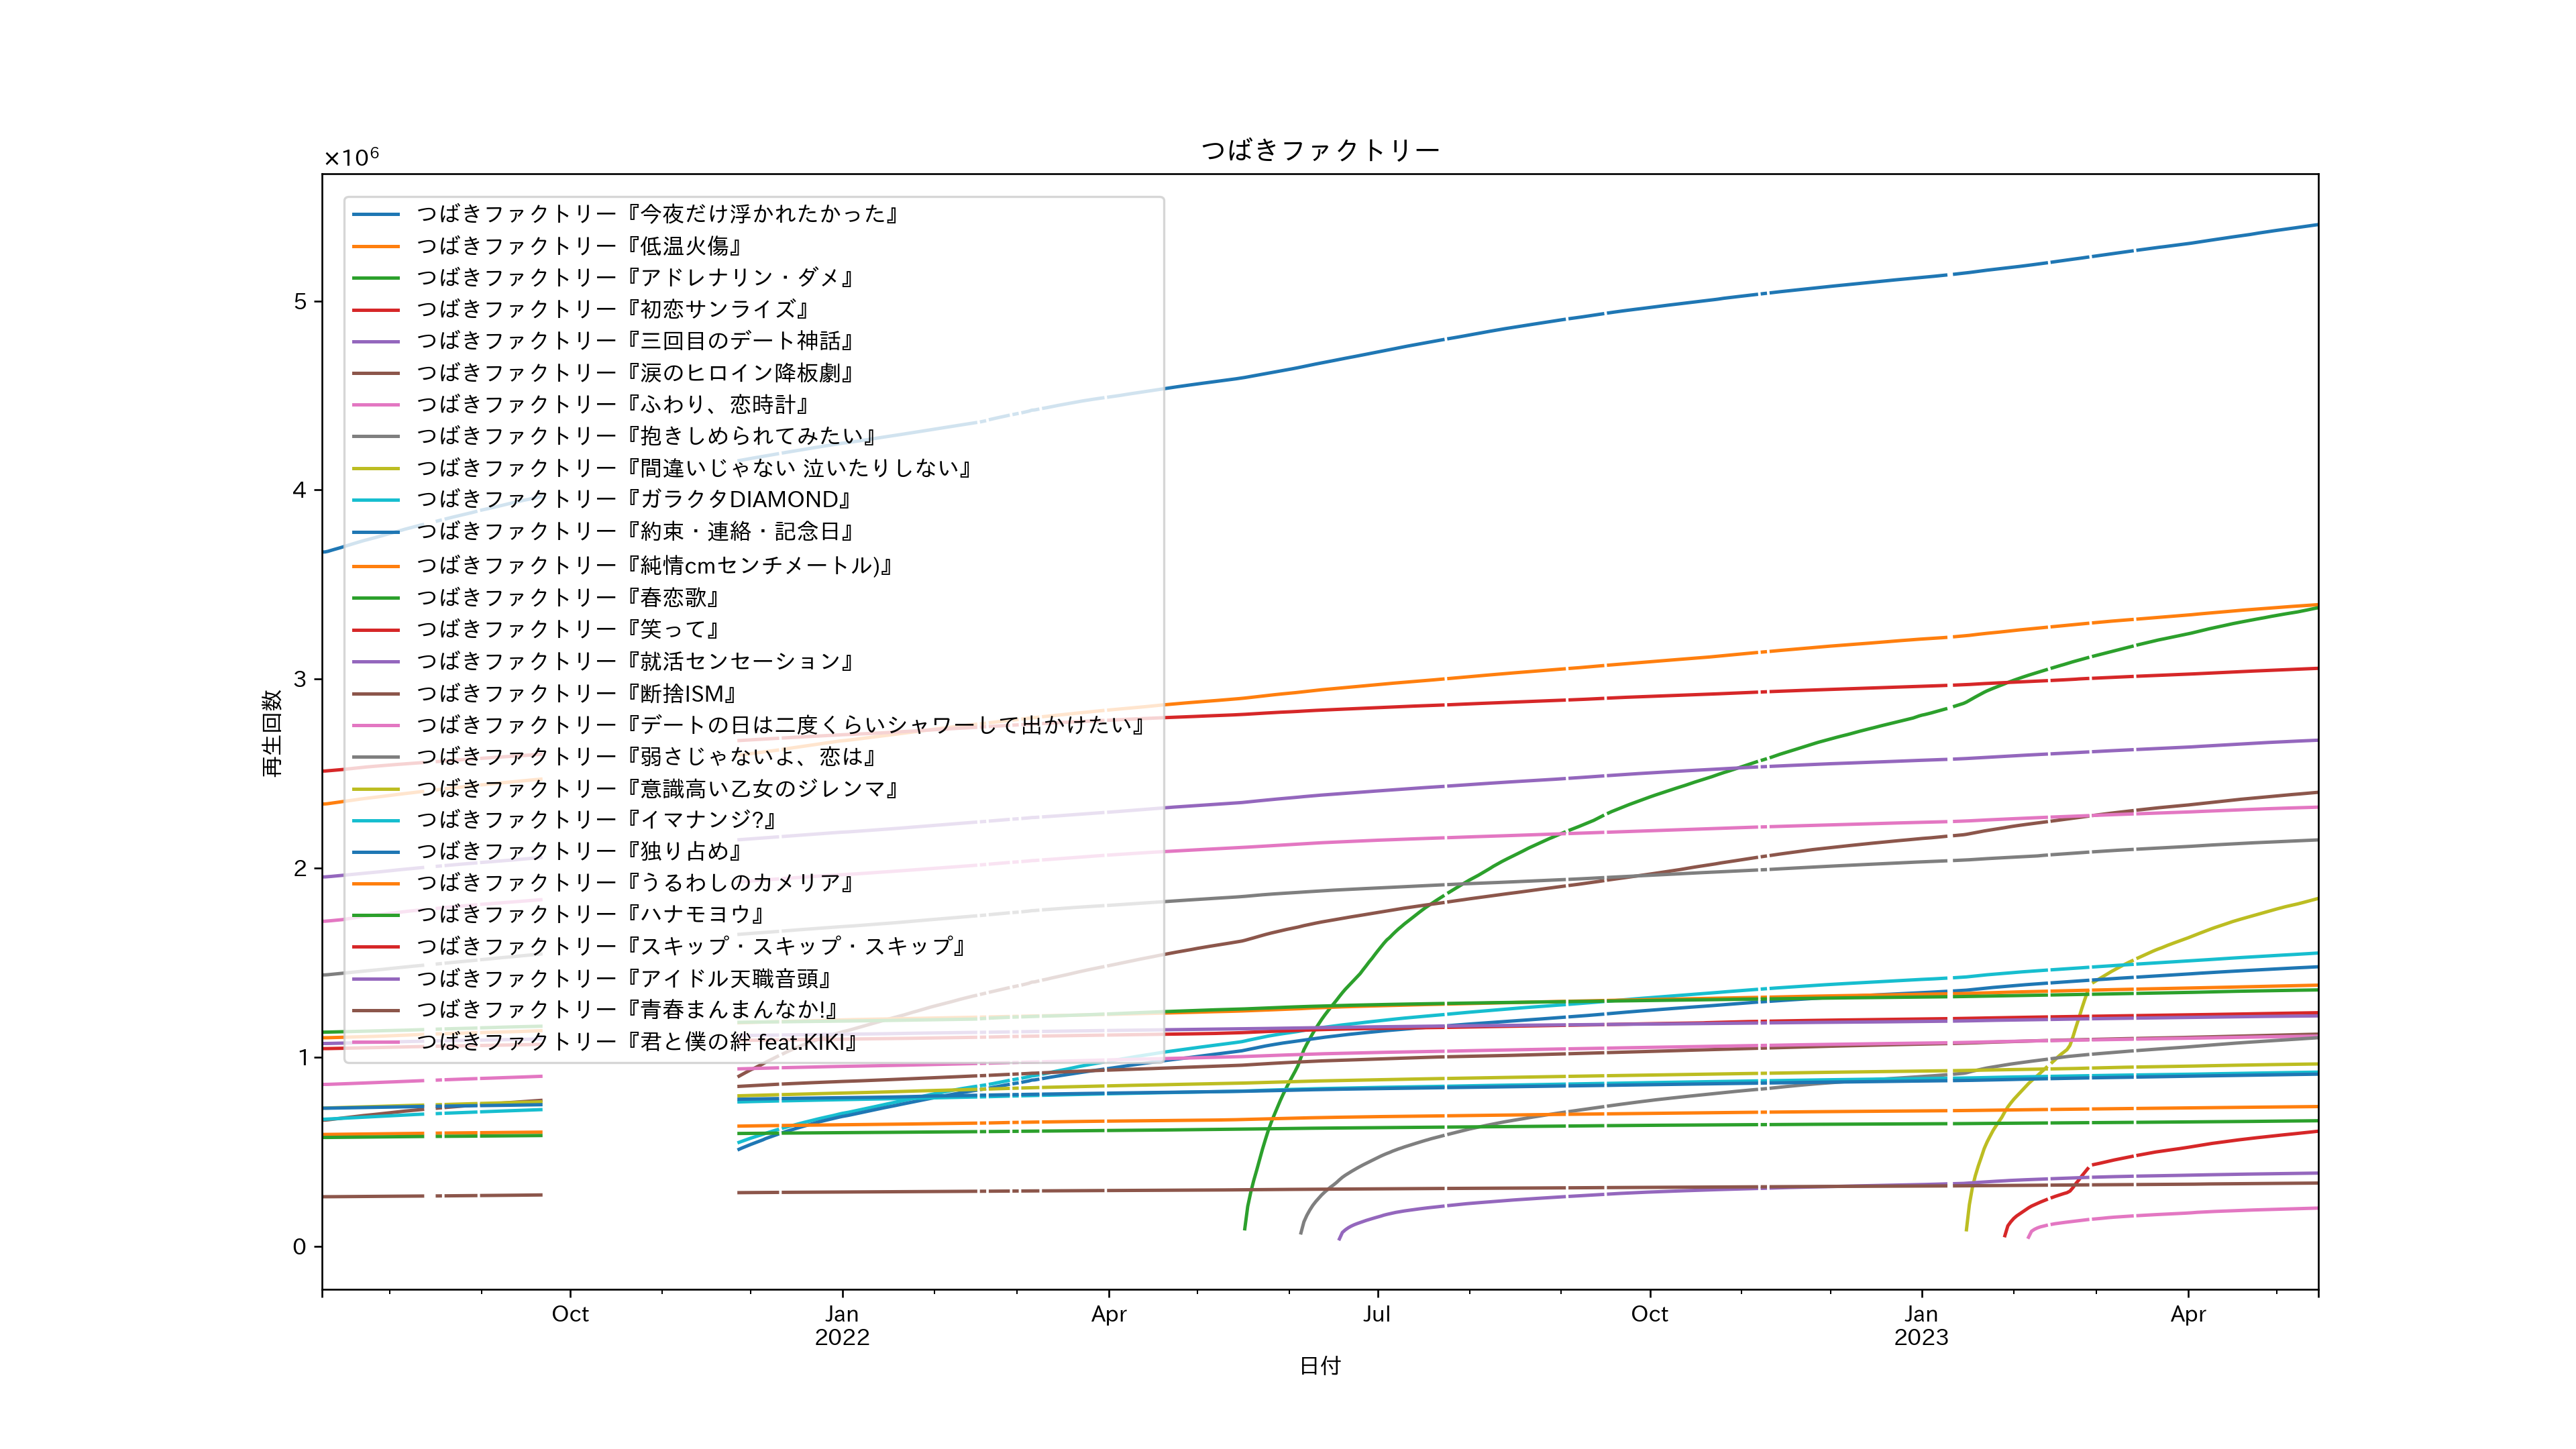 つばきファクトリー
×10⁶
つばきファクトリー『今夜だけ浮かれたかった』
つばきファクトリー『低温火傷』
つばきファクトリー『アドレナリン・ダメ』
つばきファクトリー『初恋サンライズ』
つばきファクトリー『三回目のデート神話』
つばきファクトリー『涙のヒロイン降板劇』
つばきファクトリー『ふわり、恋時計』
つばきファクトリー『抱きしめられてみたい』
つばきファクトリー『間違いじゃない 泣いたりしない』
つばきファクトリー『ガラクタDIAMOND』
つばきファクトリー『約束・連絡・記念日』
つばきファクトリー『純情cmセンチメートル)』
つばきファクトリー『春恋歌』
つばきファクトリー『笑って』
つばきファクトリー『就活センセーション』
つばきファクトリー『断捨ISM』
つばきファクトリー『デートの日は二度くらいシャワーして出かけたい』
つばきファクトリー『弱さじゃないよ、恋は』
つばきファクトリー『意識高い乙女のジレンマ』
つばきファクトリー『イマナンジ?』
つばきファクトリー『独り占め』
つばきファクトリー『うるわしのカメリア』
つばきファクトリー『ハナモヨウ』
つばきファクトリー『スキップ・スキップ・スキップ』
つばきファクトリー『アイドル天職音頭』
つばきファクトリー『青春まんまんなか!』
つばきファクトリー『君と僕の絆 feat.KIKI』
5
4
3
2
1
0
再生回数
Oct Jan Apr Jul Oct Jan Apr
2022 2023
日付